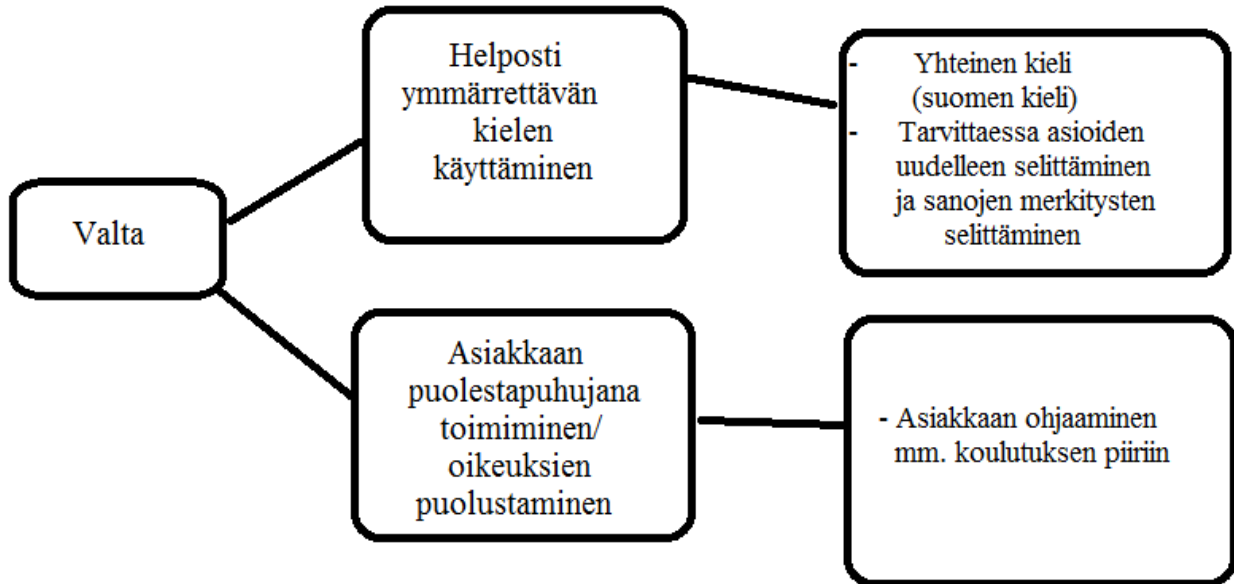 Valta
Helposti
ymmärrettävän
kielen
käyttäminen
- Yhteinen kieli
(suomen kieli)
- Tarvittaessa asioiden
uudelleen selittäminen
ja sanojen merkitysten
selittäminen
Asiakkaan
puolestapuhujana
toimiminen/
oikeuksien
puolustaminen
- Asiakkaan ohjaaminen
mm. koulutuksen piiriin